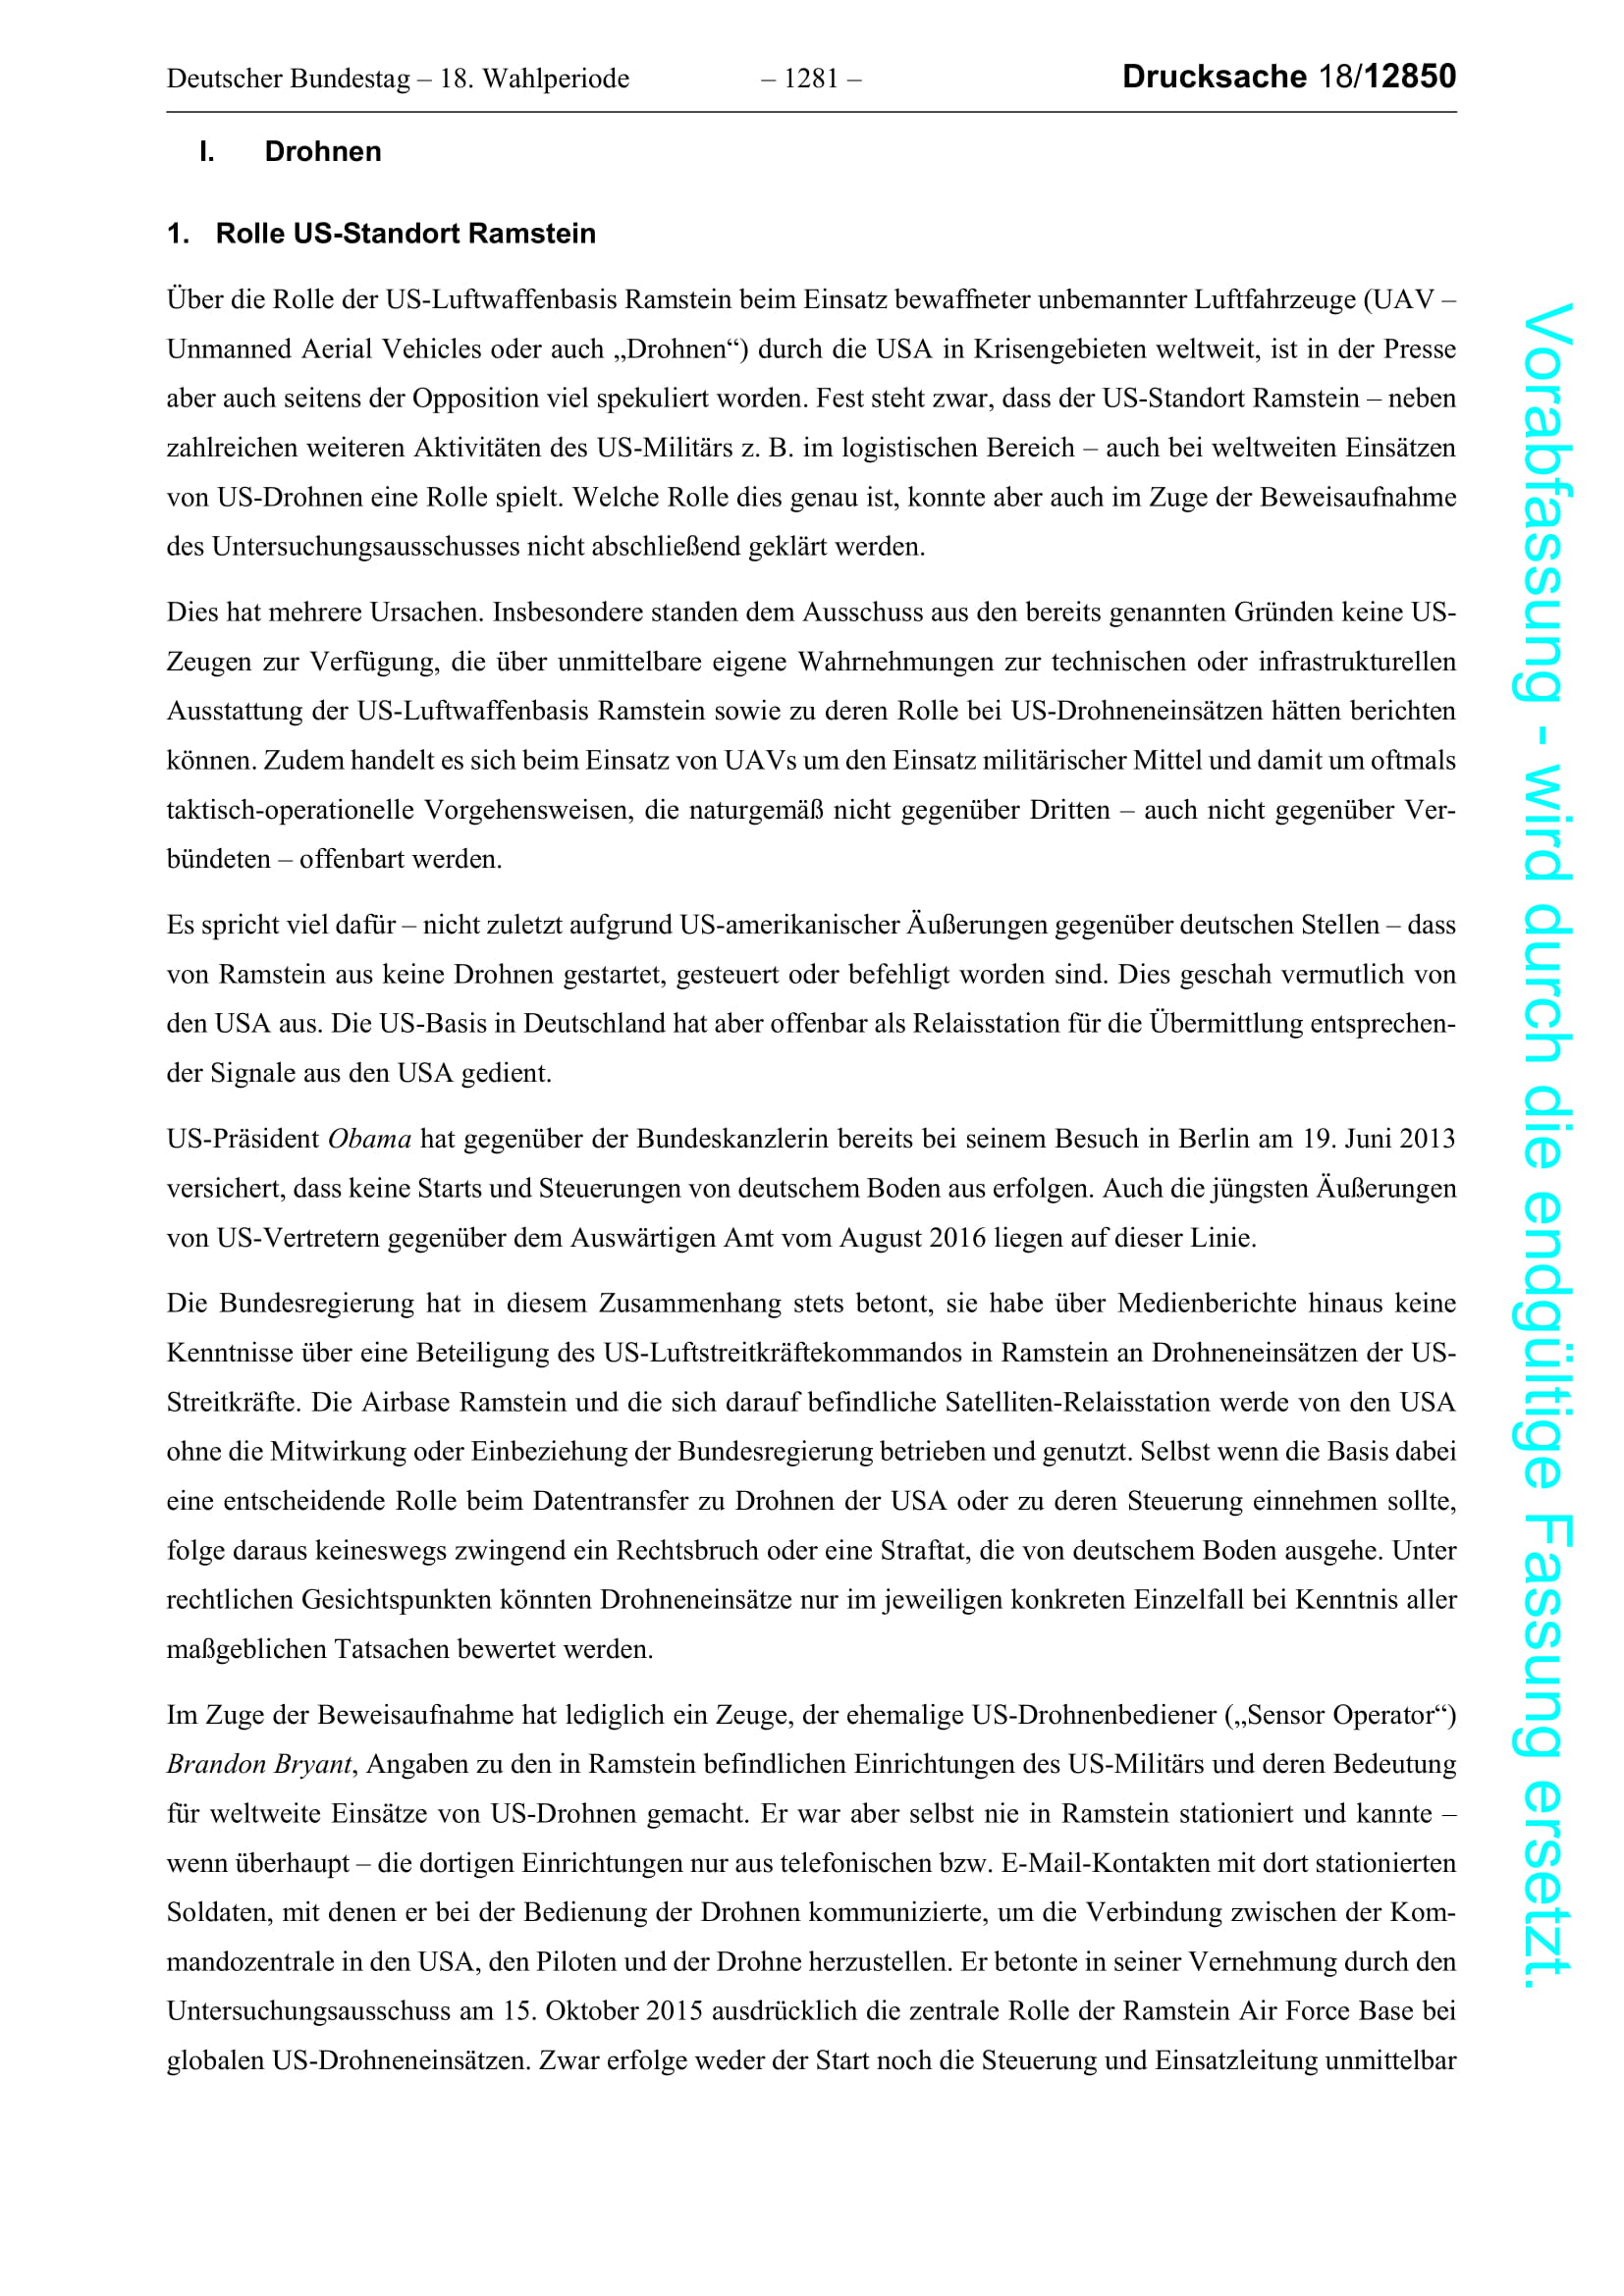 Deutscher Bundestag – 18. Wahlperiode – 1281 – Drucksache 18/12850
I. Drohnen
1. Rolle US-Standort Ramstein
Über die Rolle der US-Luftwaffenbasis Ramstein beim Einsatz bewaffneter unbemannter Luftfahrzeuge (UAV –
Unmanned Aerial Vehicles oder auch „Drohnen“) durch die USA in Krisengebieten weltweit, ist in der Presse
aber auch seitens der Opposition viel spekuliert worden. Fest steht zwar, dass der US-Standort Ramstein – neben
zahlreichen weiteren Aktivitäten des US-Militärs z. B. im logistischen Bereich – auch bei weltweiten Einsätzen
von US-Drohnen eine Rolle spielt. Welche Rolle dies genau ist, konnte aber auch im Zuge der Beweisaufnahme
des Untersuchungsausschusses nicht abschließend geklärt werden.
Dies hat mehrere Ursachen. Insbesondere standen dem Ausschuss aus den bereits genannten Gründen keine US-
Zeugen zur Verfügung, die über unmittelbare eigene Wahrnehmungen zur technischen oder infrastrukturellen
Ausstattung der US-Luftwaffenbasis Ramstein sowie zu deren Rolle bei US-Drohneneinsätzen hätten berichten
können. Zudem handelt es sich beim Einsatz von UAVs um den Einsatz militärischer Mittel und damit um oftmals
taktisch-operationelle Vorgehensweisen, die naturgemäß nicht gegenüber Dritten – auch nicht gegenüber Ver-
bündeten – offenbart werden.
Es spricht viel dafür – nicht zuletzt aufgrund US-amerikanischer Äußerungen gegenüber deutschen Stellen – dass
von Ramstein aus keine Drohnen gestartet, gesteuert oder befehligt worden sind. Dies geschah vermutlich von
den USA aus. Die US-Basis in Deutschland hat aber offenbar als Relaisstation für die Übermittlung entsprechen-
der Signale aus den USA gedient.
US-Präsident Obama hat gegenüber der Bundeskanzlerin bereits bei seinem Besuch in Berlin am 19. Juni 2013
versichert, dass keine Starts und Steuerungen von deutschem Boden aus erfolgen. Auch die jüngsten Äußerungen
von US-Vertretern gegenüber dem Auswärtigen Amt vom August 2016 liegen auf dieser Linie.
Die Bundesregierung hat in diesem Zusammenhang stets betont, sie habe über Medienberichte hinaus keine
Kenntnisse über eine Beteiligung des US-Luftstreitkräftekommandos in Ramstein an Drohneneinsätzen der US-
Streitkräfte. Die Airbase Ramstein und die sich darauf befindliche Satelliten-Relaisstation werde von den USA
ohne die Mitwirkung oder Einbeziehung der Bundesregierung betrieben und genutzt. Selbst wenn die Basis dabei
eine entscheidende Rolle beim Datentransfer zu Drohnen der USA oder zu deren Steuerung einnehmen sollte,
folge daraus keineswegs zwingend ein Rechtsbruch oder eine Straftat, die von deutschem Boden ausgehe. Unter
rechtlichen Gesichtspunkten könnten Drohneneinsätze nur im jeweiligen konkreten Einzelfall bei Kenntnis aller
maßgeblichen Tatsachen bewertet werden.
Im Zuge der Beweisaufnahme hat lediglich ein Zeuge, der ehemalige US-Drohnenbediener („Sensor Operator“)
Brandon Bryant, Angaben zu den in Ramstein befindlichen Einrichtungen des US-Militärs und deren Bedeutung
für weltweite Einsätze von US-Drohnen gemacht. Er war aber selbst nie in Ramstein stationiert und kannte –
wenn überhaupt – die dortigen Einrichtungen nur aus telefonischen bzw. E-Mail-Kontakten mit dort stationierten
Soldaten, mit denen er bei der Bedienung der Drohnen kommunizierte, um die Verbindung zwischen der Kom-
mandozentrale in den USA, den Piloten und der Drohne herzustellen. Er betonte in seiner Vernehmung durch den
Untersuchungsausschuss am 15. Oktober 2015 ausdrücklich die zentrale Rolle der Ramstein Air Force Base bei
globalen US-Drohneneinsätzen. Zwar erfolge weder der Start noch die Steuerung und Einsatzleitung unmittelbar
Vorabfassung - wird durch die endgültige Fassung ersetzt.